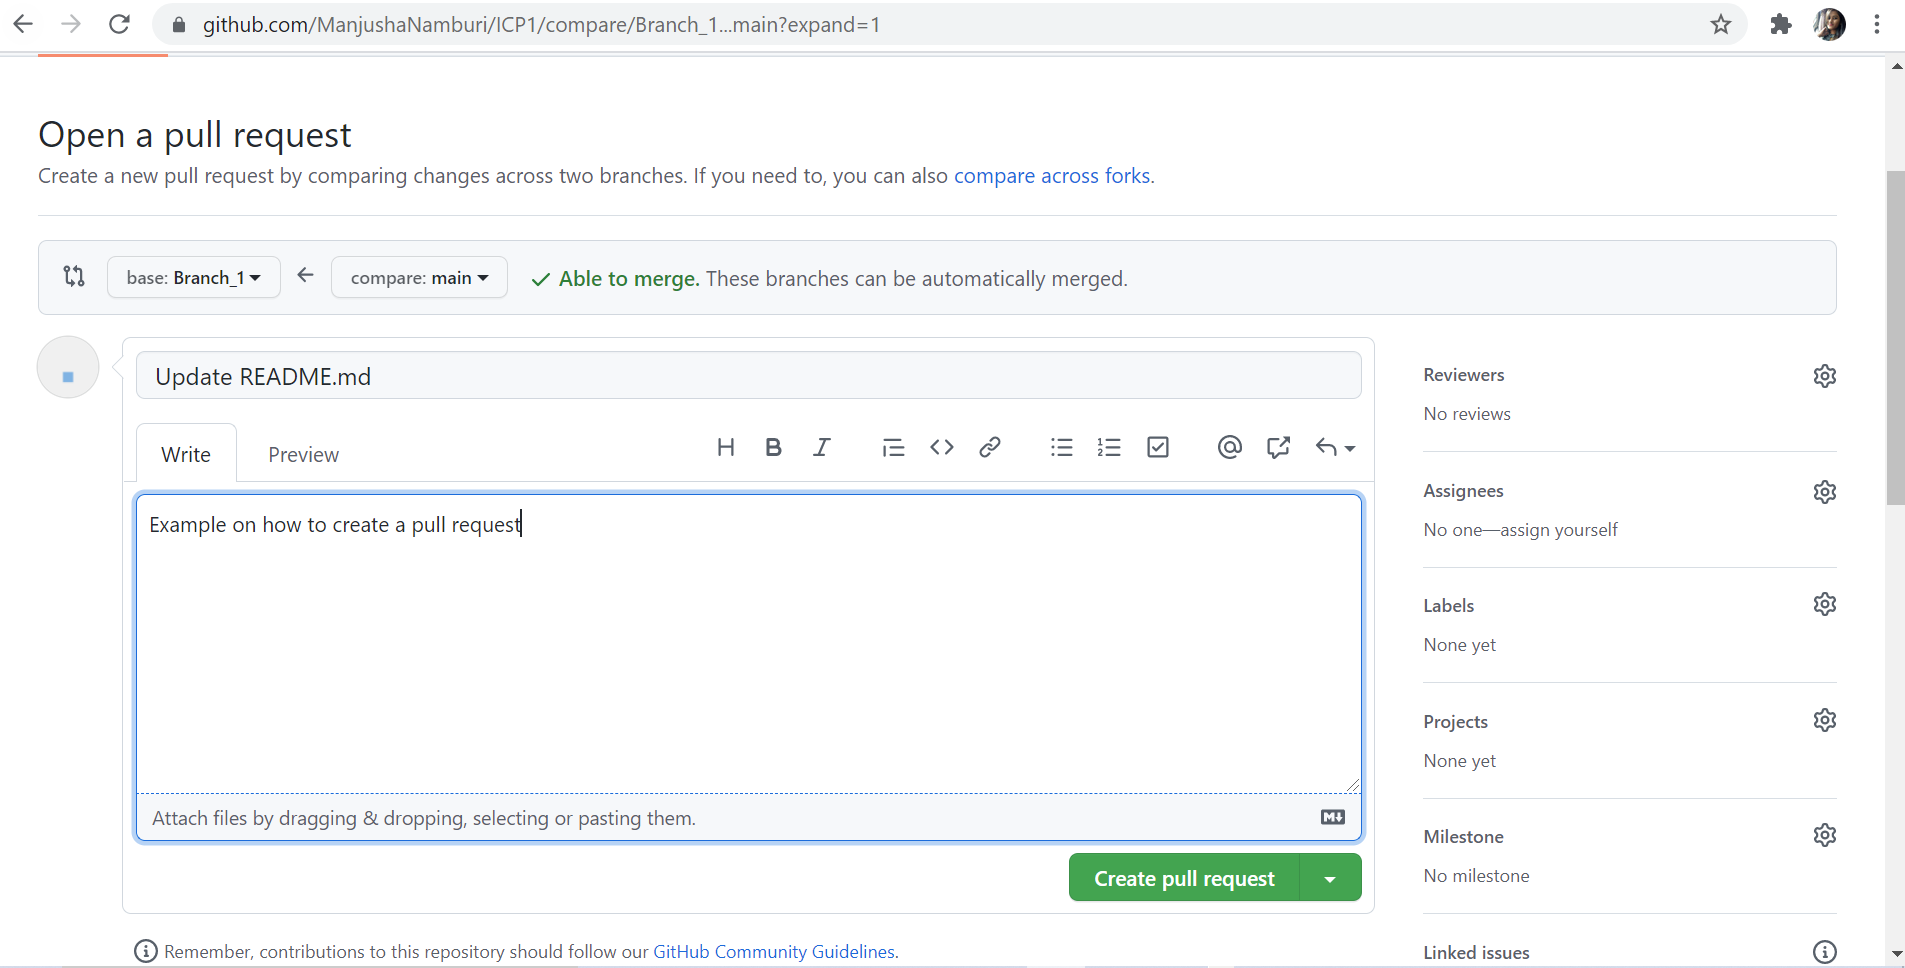 github.com/ManjushaNamburi/ICP1/compare/Branch_1...main?expand=1
Open a pull request
Create a new pull request by comparing changes across two branches. If you need to, you can also compare across forks.
base: Branch_1
compare: main
Able to merge. These branches can be automatically merged.
Update README.md
Write
Preview
Example on how to create a pull request
Attach files by dragging & dropping, selecting or pasting them.
Create pull request
Remember, contributions to this repository should follow our GitHub Community Guidelines.
Reviewers
No reviews
Assignees
No one—assign yourself
Labels
None yet
Projects
None yet
Milestone
No milestone
Linked issues